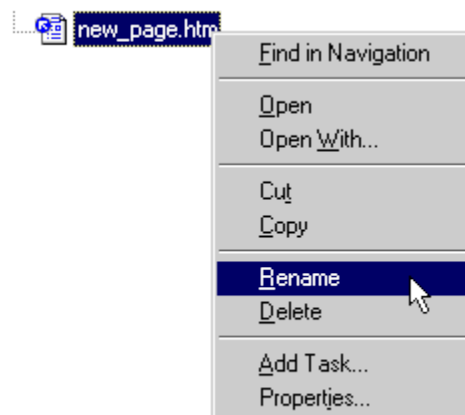 new_page.htm
Find in Navigation
Open
Open With...
Cut
Copy
Rename
Delete
Add Task...
Properties...